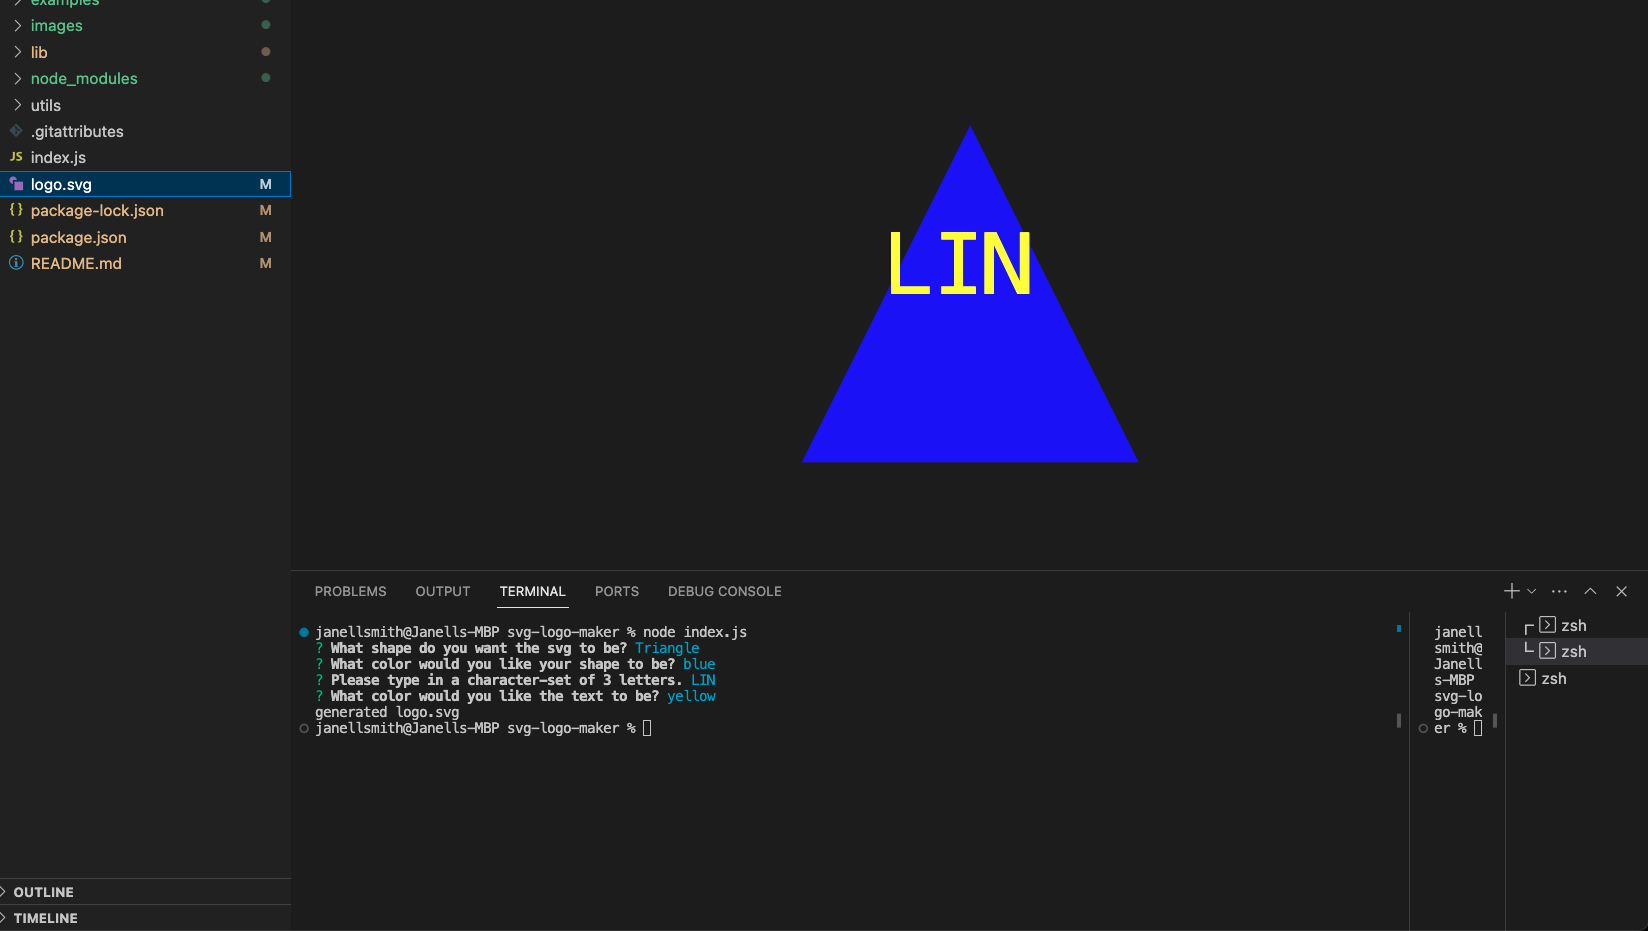 examples
images
lib
node_modules
utils
.gitattributes
JS index.js
logo.svg M
{} package-lock.json M
{} package.json M
README.md M
OUTLINE
TIMELINE
LIN
PROBLEMS OUTPUT TERMINAL PORTS DEBUG CONSOLE
janellsmith@Janells-MBP svg-logo-maker % node index.js
? What shape do you want the svg to be? Triangle
? What color would you like your shape to be? blue
? Please type in a character-set of 3 letters. LIN
? What color would you like the text to be? yellow
generated logo.svg
janellsmith@Janells-MBP svg-logo-maker %
janell
smith@
Janell
s-MBP
svg-lo
go-mak
er %
zsh
zsh
zsh